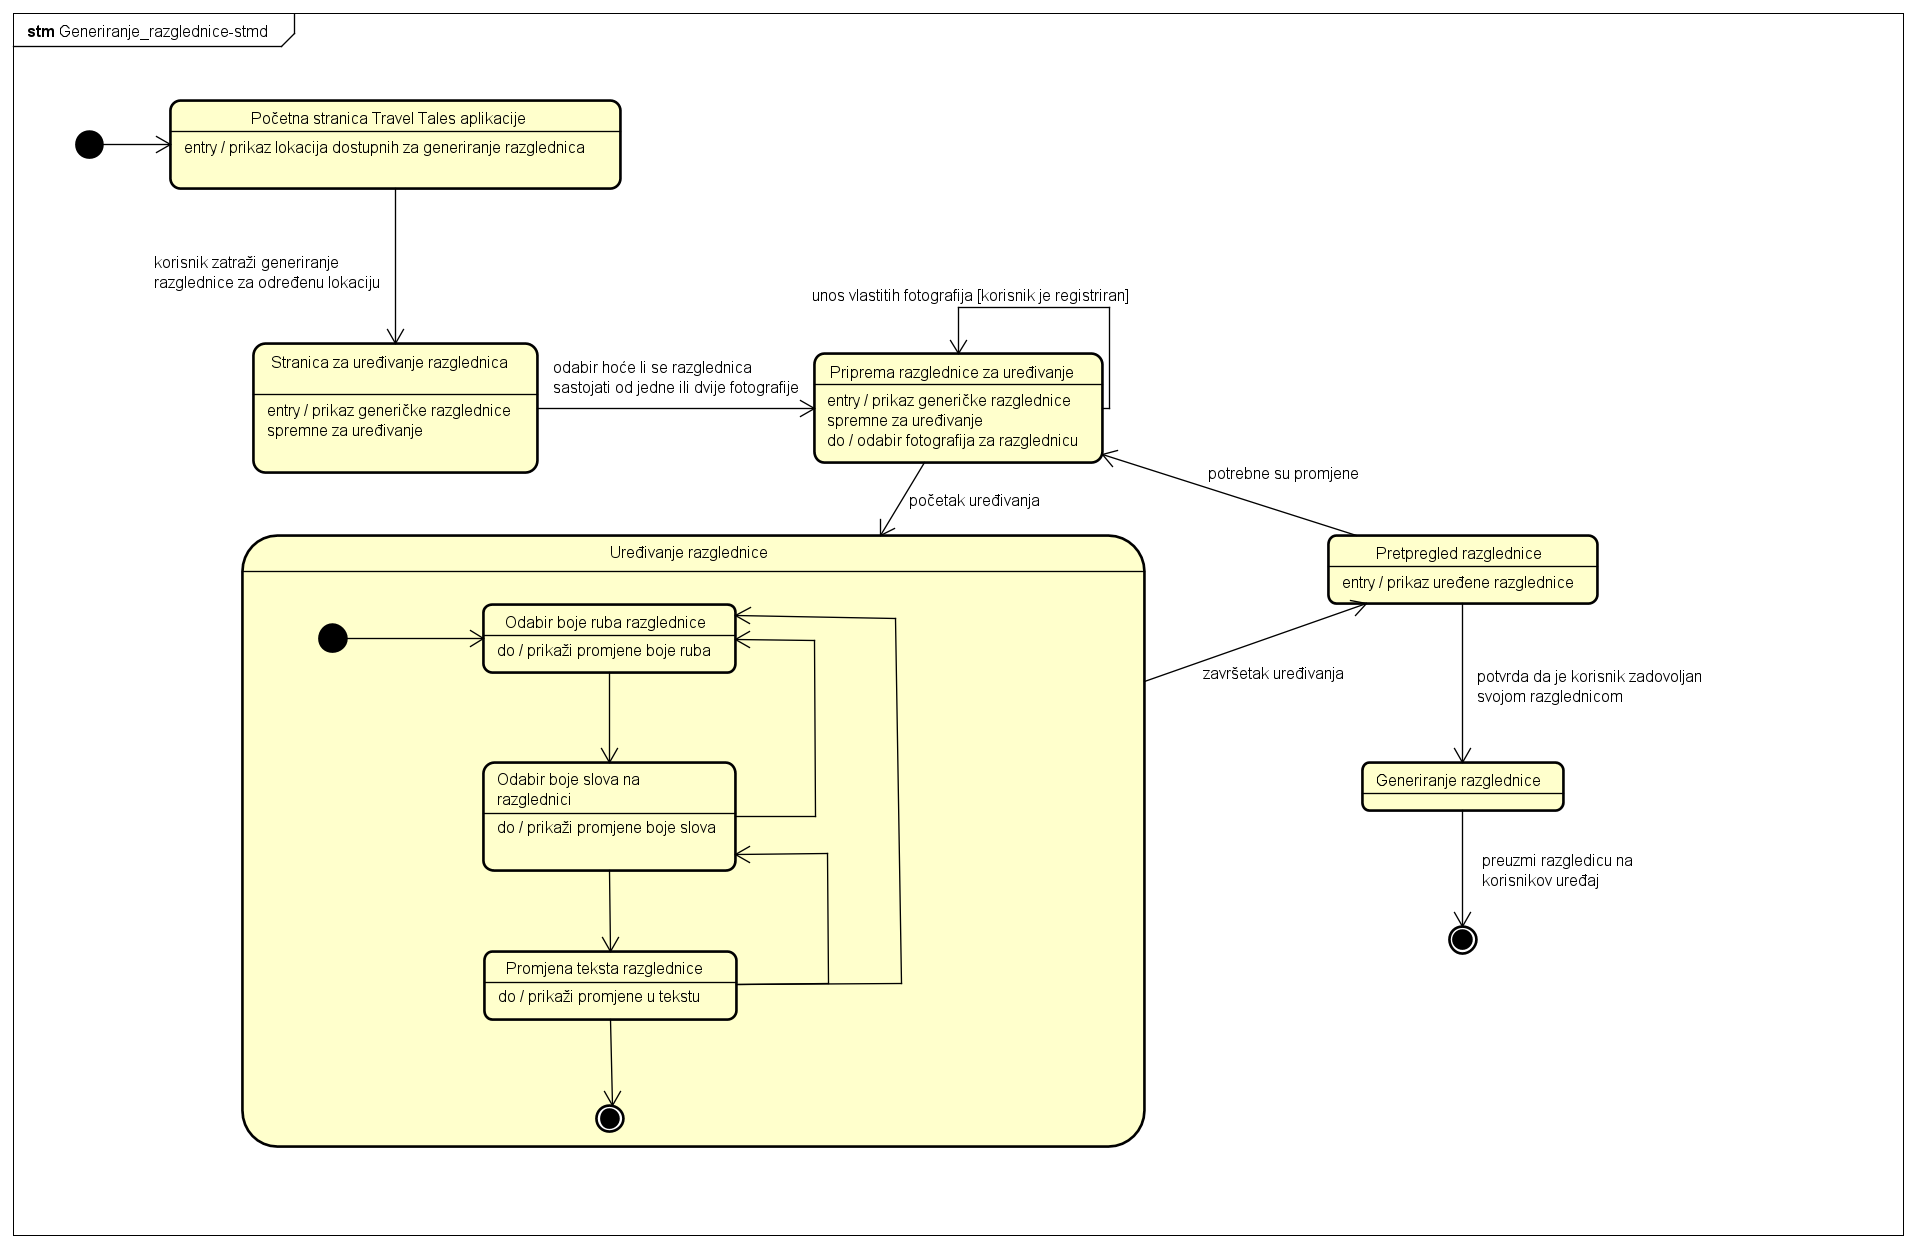 stm Generiranje_razglednice-stmd
Početna stranica Travel Tales aplikacije
entry / prikaz lokacija dostupnih za generiranje razglednica
korisnik zatraži generiranje
razglednice za određenu lokaciju
unos vlastitih fotografija [korisnik je registriran]
Stranica za uređivanje razglednica
entry / prikaz generičke razglednice
spremne za uređivanje
odabir hoće li se razglednica
sastojati od jedne ili dvije fotografije
Priprema razglednice za uređivanje
entry / prikaz generičke razglednice
spremne za uređivanje
do / odabir fotografija za razglednicu
potrebne su promjene
početak uređivanja
Uređivanje razglednice
Pretpregled razglednice
entry / prikaz uređene razglednice
Odabir boje ruba razglednice
do / prikaži promjene boje ruba
završetak uređivanja
potvrda da je korisnik zadovoljan
svojom razglednicom
Odabir boje slova na
razglednici
do / prikaži promjene boje slova
Generiranje razglednice
preuzmi razgledicu na
korisnikov uređaj
Promjena teksta razglednice
do / prikaži promjene u tekstu